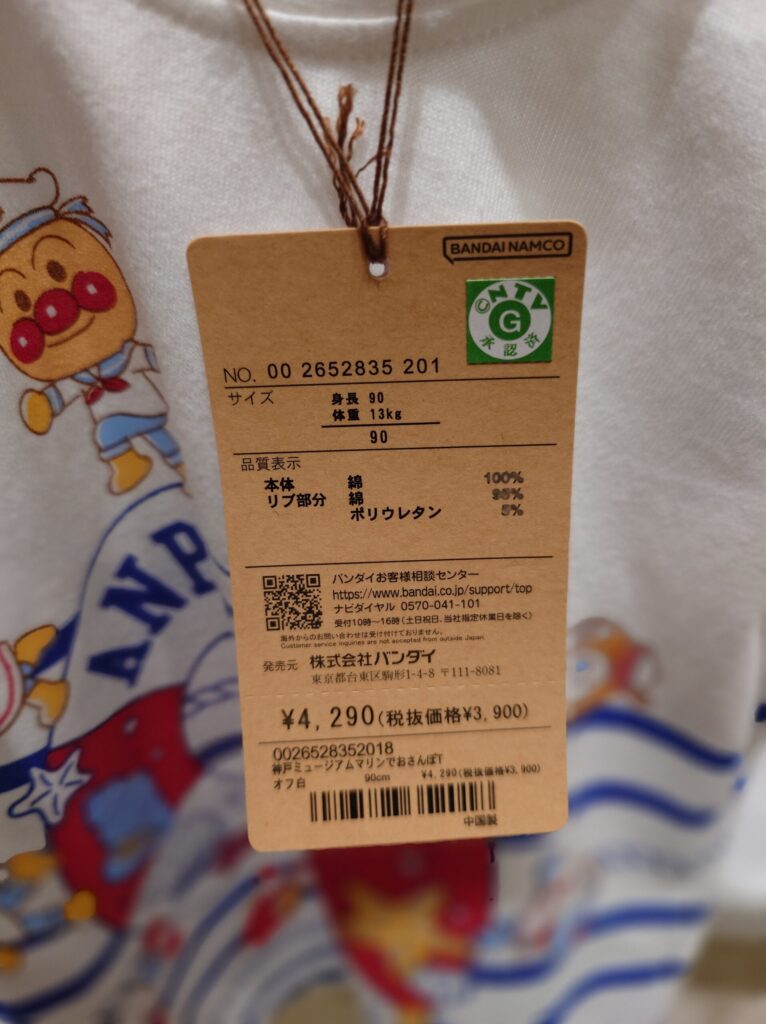 BANDAI NAMCO
©NTV
G
承認済
NO. 00 2652835 201
サイズ 身長 90
体重 13kg
90
品質表示
本体 綿 100%
リブ部分 綿 95%
ポリウレタン 5%
バンダイお客様相談センター
https://www.bandai.co.jp/support/top
ナビダイヤル 0570-041-101
受付10時~16時(土日祝日、当社指定休業日を除く)
海外からのお問い合わせは受け付けておりません。
Customer service inquiries are not accepted from outside Japan.
発売元 株式会社バンダイ
東京都台東区駒形1-4-8 〒111-8081
¥4,290(税抜価格¥3,900)
0026528352018
神戸ミュージアムマリンでおさんぽT
オフ白 90cm ¥4,290(税抜価格¥3,900)
中国製
ANP